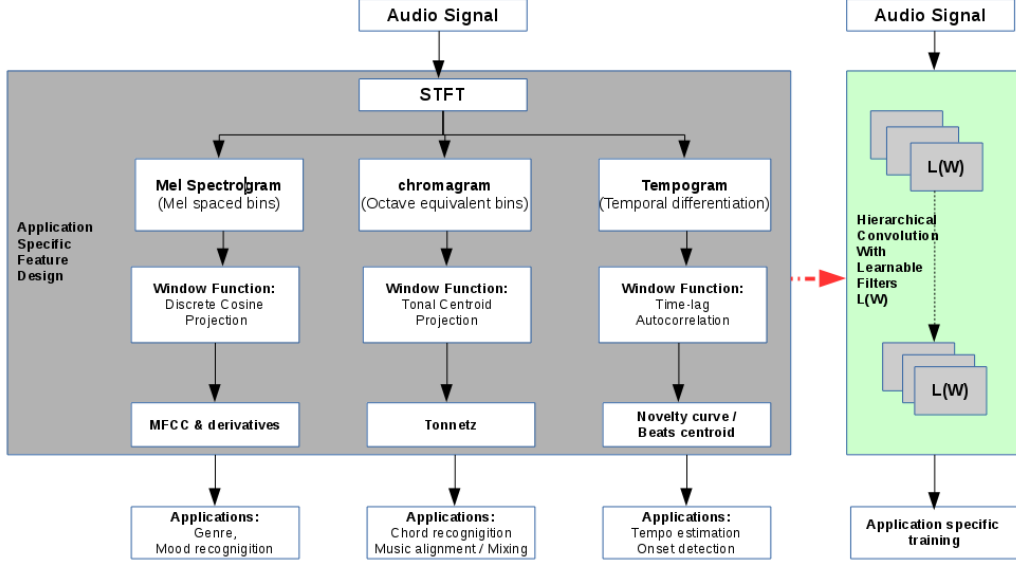 Audio Signal
STFT
Mel Spectrogram
(Mel spaced bins)
chromagram
(Octave equivalent bins)
Tempogram
(Temporal differentiation)
Application
Specific
Feature
Design
Window Function:
Discrete Cosine
Projection
Window Function:
Tonal Centroid
Projection
Window Function:
Time-lag
Autocorrelation
MFCC & derivatives
Tonnetz
Novelty curve /
Beats centroid
Applications:
Genre,
Mood recognigition
Applications:
Chord recognigition
Music alignment / Mixing
Applications:
Tempo estimation
Onset detection
Audio Signal
L(W)
Hierarchical
Convolution
With
Learnable
Filters
L(W)
L(W)
Application specific
training